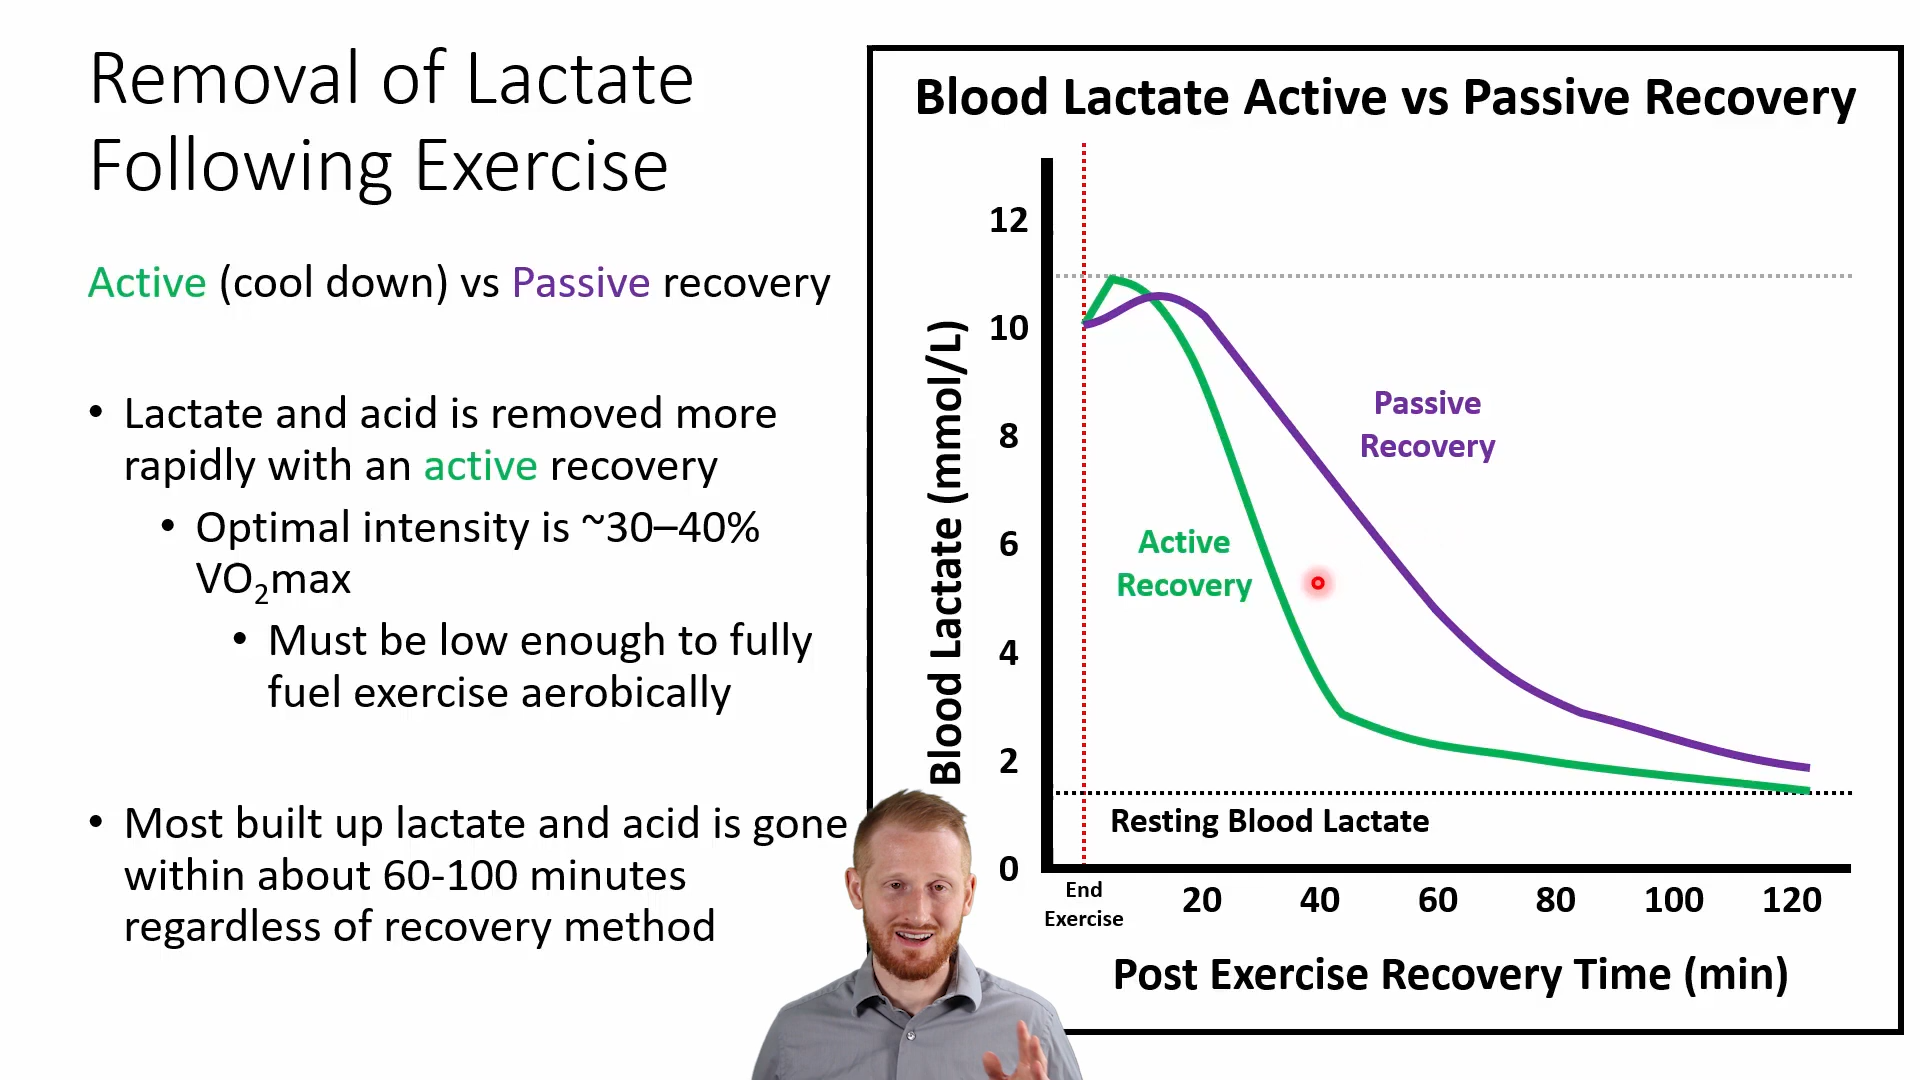 Removal of Lactate
Following Exercise
Active (cool down) vs Passive recovery
• Lactate and acid is removed more
rapidly with an active recovery
• Optimal intensity is ~30–40%
VO₂max
• Must be low enough to fully
fuel exercise aerobically
• Most built up lactate and acid is gone
within about 60-100 minutes
regardless of recovery method
Blood Lactate Active vs Passive Recovery
Blood Lactate (mmol/L)
12
10
8
6
4
2
0
Passive
Recovery
Active
Recovery
Resting Blood Lactate
End
Exercise
20 40 60 80 100 120
Post Exercise Recovery Time (min)